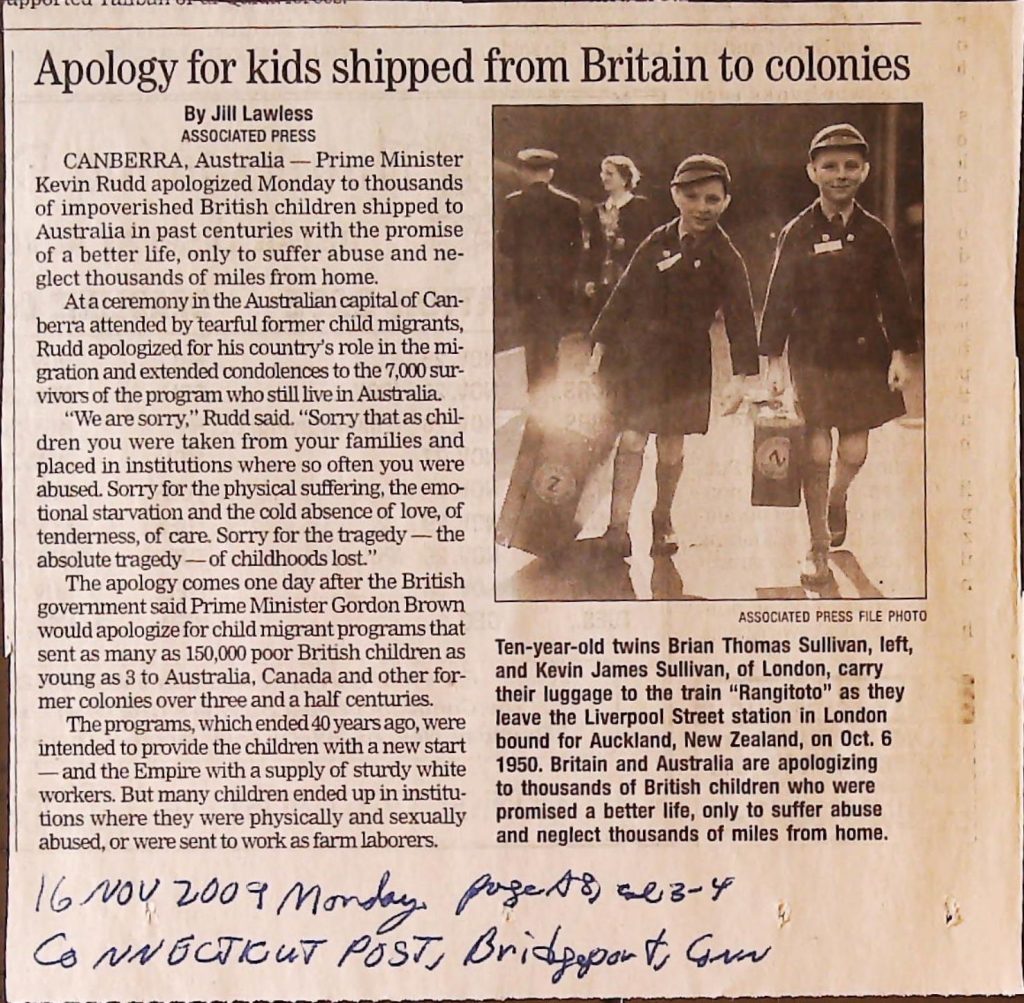 Apology for kids shipped from Britain to colonies
By Jill Lawless
ASSOCIATED PRESS
CANBERRA, Australia — Prime Minister
Kevin Rudd apologized Monday to thousands
of impoverished British children shipped to
Australia in past centuries with the promise
of a better life, only to suffer abuse and ne-
glect thousands of miles from home.
At a ceremony in the Australian capital of Can-
berra attended by tearful former child migrants,
Rudd apologized for his country's role in the mi-
gration and extended condolences to the 7,000 sur-
vivors of the program who still live in Australia.
"We are sorry," Rudd said. "Sorry that as chil-
dren you were taken from your families and
placed in institutions where so often you were
abused. Sorry for the physical suffering, the emo-
tional starvation and the cold absence of love, of
tenderness, of care. Sorry for the tragedy — the
absolute tragedy — of childhoods lost."
The apology comes one day after the British
government said Prime Minister Gordon Brown
would apologize for child migrant programs that
sent as many as 150,000 poor British children as
young as 3 to Australia, Canada and other for-
mer colonies over three and a half centuries.
The programs, which ended 40 years ago, were
intended to provide the children with a new start
— and the Empire with a supply of sturdy white
workers. But many children ended up in institu-
tions where they were physically and sexually
abused, or were sent to work as farm laborers.
ASSOCIATED PRESS FILE PHOTO
Ten-year-old twins Brian Thomas Sullivan, left,
and Kevin James Sullivan, of London, carry
their luggage to the train "Rangitoto" as they
leave the Liverpool Street station in London
bound for Auckland, New Zealand, on Oct. 6
1950. Britain and Australia are apologizing
to thousands of British children who were
promised a better life, only to suffer abuse
and neglect thousands of miles from home.
16 NOV 2009 Monday. page A8, col 3-4
CONNECTICUT POST, Bridgeport, Conn